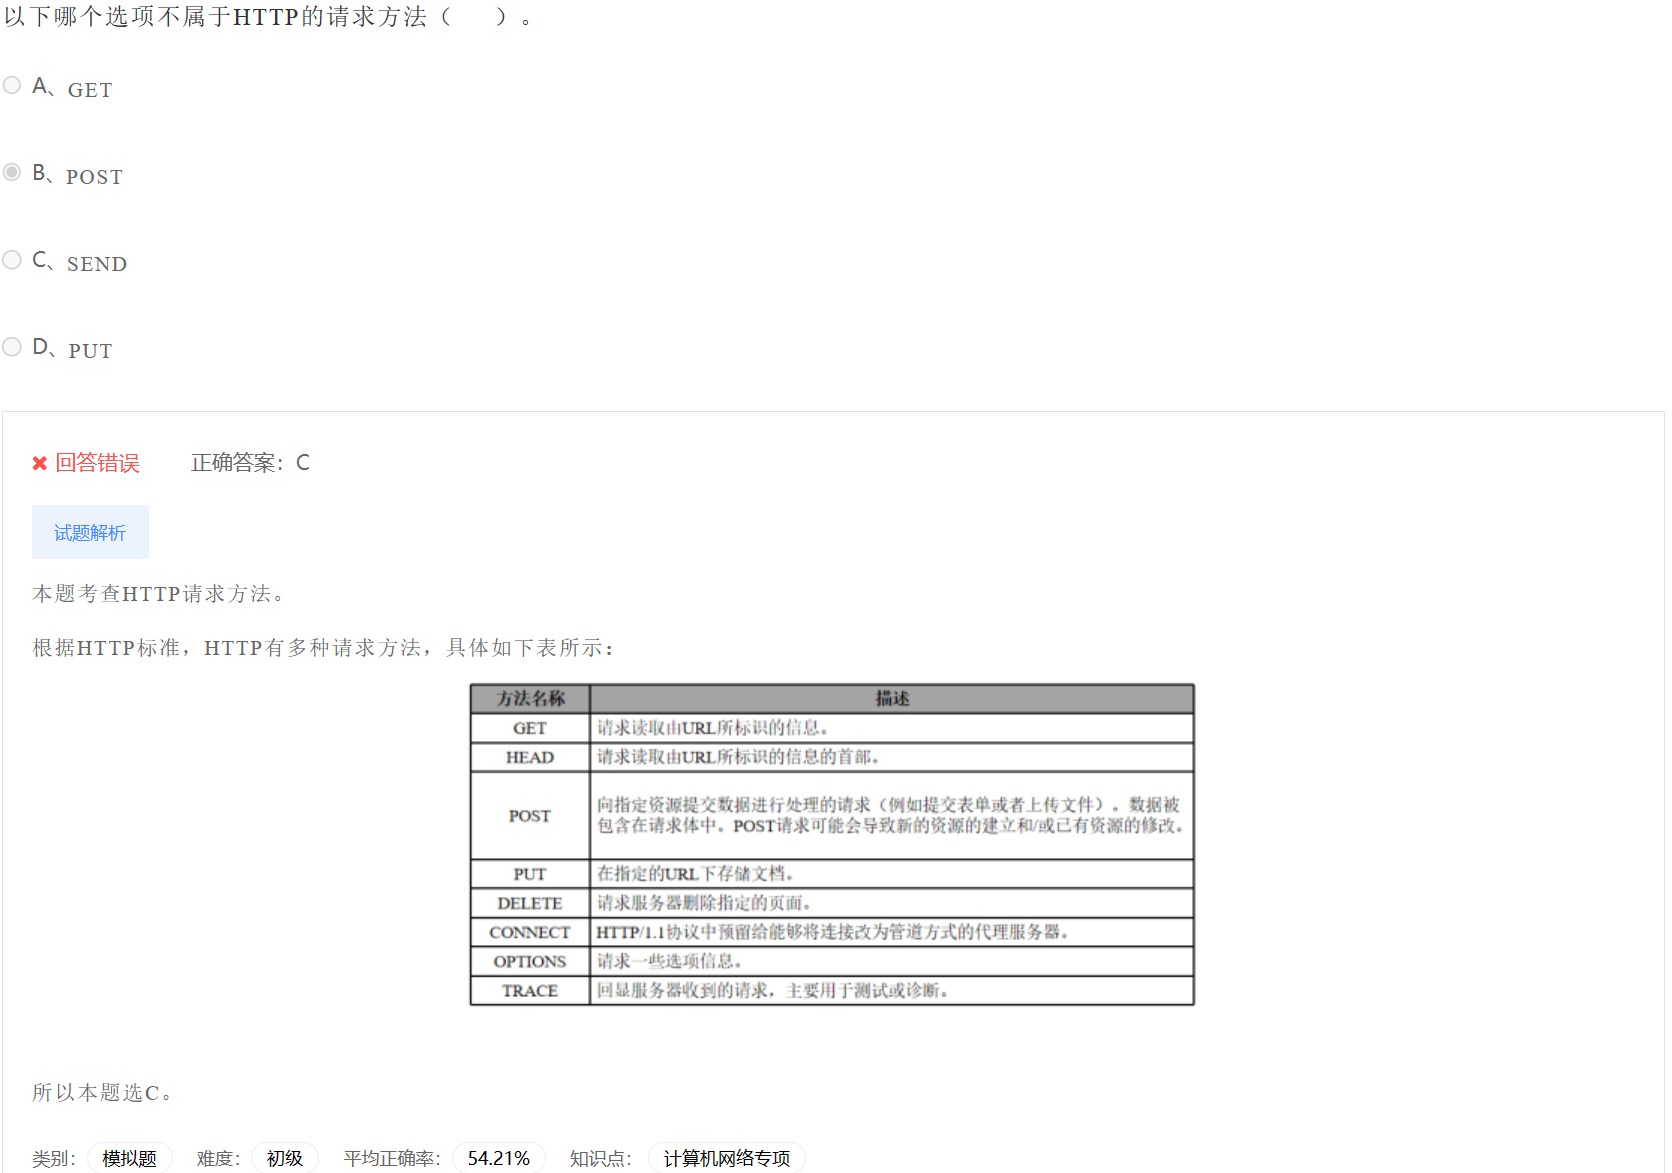 以下哪个选项不属于HTTP的请求方法（　　）。
A、GET
B、POST
C、SEND
D、PUT
回答错误　正确答案：C
试题解析
本题考查HTTP请求方法。
根据HTTP标准，HTTP有多种请求方法，具体如下表所示：
方法名称　描述
GET　请求读取由URL所标识的信息。
HEAD　请求读取由URL所标识的信息的首部。
POST　向指定资源提交数据进行处理的请求（例如提交表单或者上传文件）。数据被
包含在请求体中。POST请求可能会导致新的资源的建立和/或已有资源的修改。
PUT　在指定的URL下存储文档。
DELETE　请求服务器删除指定的页面。
CONNECT　HTTP/1.1协议中预留给能够将连接改为管道方式的代理服务器。
OPTIONS　请求一些选项信息。
TRACE　回显服务器收到的请求，主要用于测试或诊断。
所以本题选C。
类别：　模拟题　难度：　初级　平均正确率：　54.21%　知识点：　计算机网络专项